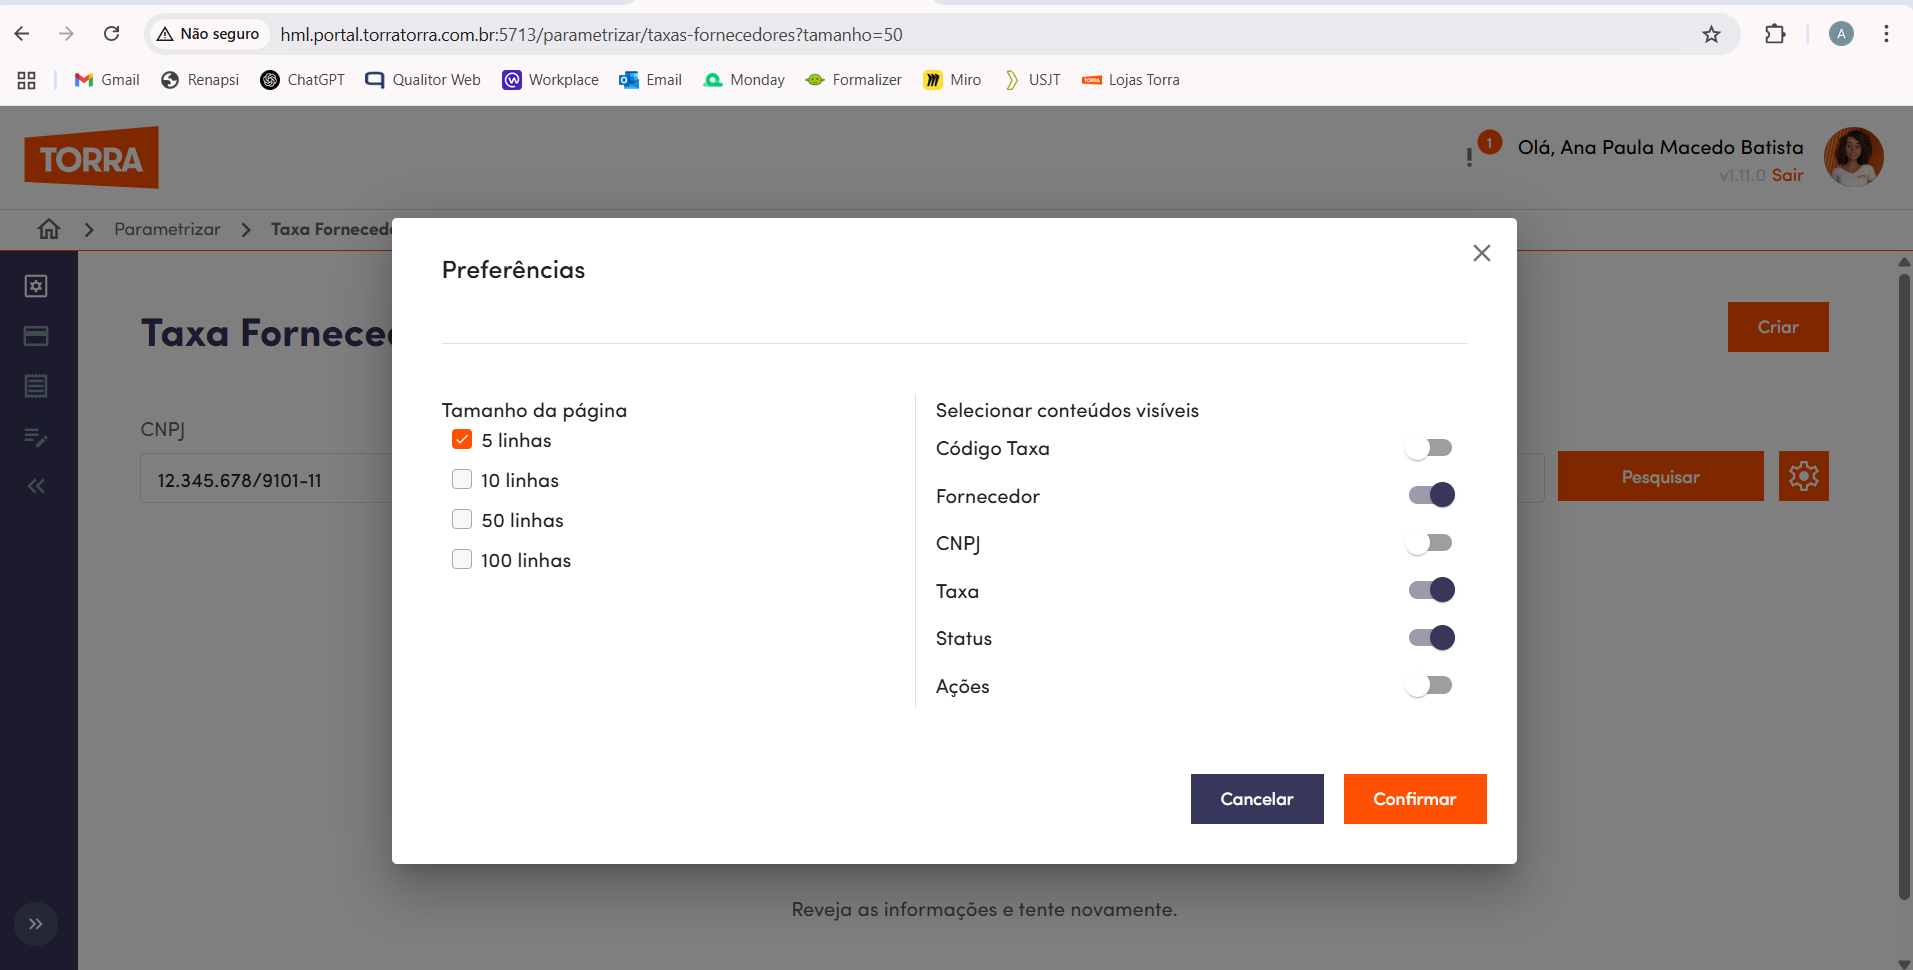 Não seguro
hml.portal.torratorra.com.br:5713/parametrizar/taxas-fornecedores?tamanho=50
A
Gmail
Renapsi
ChatGPT
Qualitor Web
Workplace
Email
Monday
Formalizer
Miro
USJT
TORRA
Lojas Torra
TORRA
1
Olá, Ana Paula Macedo Batista
v1.11.0 Sair
Parametrizar
Taxa
Taxa
Criar
CNPJ
12.345.678/9101-11
Pesquisar
Preferências
Tamanho da página
5 linhas
10 linhas
50 linhas
100 linhas
Selecionar conteúdos visíveis
Código Taxa
Fornecedor
CNPJ
Taxa
Status
Ações
Cancelar
Confirmar
Reveja as informações e tente novamente.